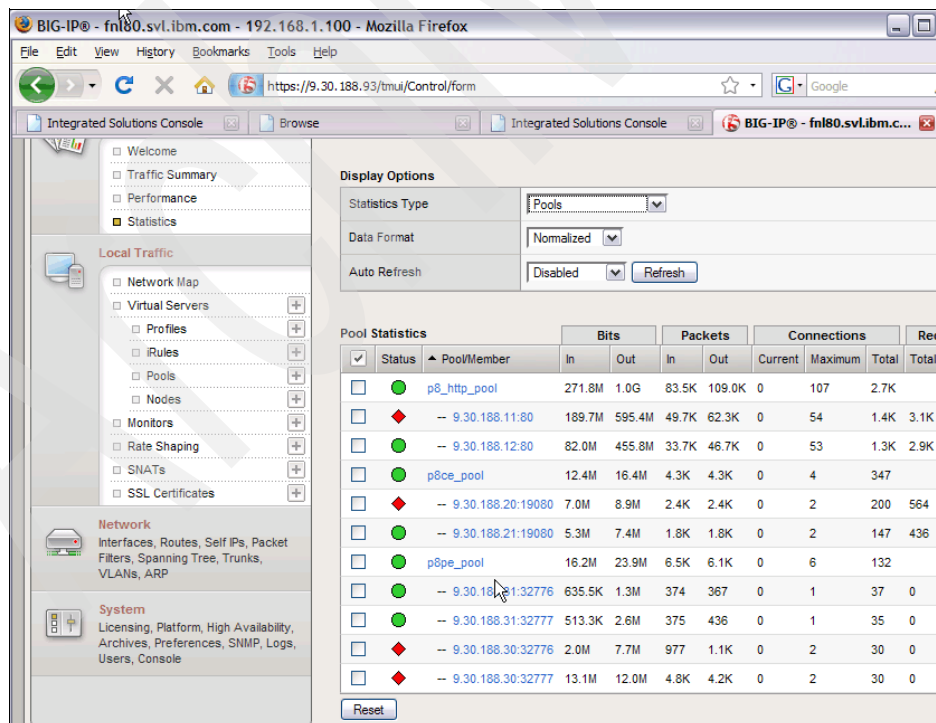 BIG-IP® - fnl80.svl.ibm.com - 192.168.1.100 - Mozilla Firefox
File Edit View History Bookmarks Tools Help
https://9.30.188.93/tmui/Control/form
Google
Integrated Solutions Console
Browse
Integrated Solutions Console
BIG-IP® - fnl80.svl.ibm.c...
Welcome
Traffic Summary
Performance
Statistics
Local Traffic
Network Map
Virtual Servers
Profiles
iRules
Pools
Nodes
Monitors
Rate Shaping
SNATs
SSL Certificates
Network
Interfaces, Routes, Self IPs, Packet
Filters, Spanning Tree, Trunks,
VLANs, ARP
System
Licensing, Platform, High Availability,
Archives, Preferences, SNMP, Logs,
Users, Console
Display Options
Statistics Type Pools
Data Format Normalized
Auto Refresh Disabled Refresh
Pool Statistics Bits Packets Connections
Status Pool/Member In Out In Out Current Maximum Total Total
p8_http_pool 271.8M 1.0G 83.5K 109.0K 0 107 2.7K
-- 9.30.188.11:80 189.7M 595.4M 49.7K 62.3K 0 54 1.4K 3.1K
-- 9.30.188.12:80 82.0M 455.8M 33.7K 46.7K 0 53 1.3K 2.9K
p8ce_pool 12.4M 16.4M 4.3K 4.3K 0 4 347
-- 9.30.188.20:19080 7.0M 8.9M 2.4K 2.4K 0 2 200 564
-- 9.30.188.21:19080 5.3M 7.4M 1.8K 1.8K 0 2 147 436
p8pe_pool 16.2M 23.9M 6.5K 6.1K 0 6 132
-- 635.5K 1.3M 374 367 0 1 37 0
-- 9.30.188.31:32777 513.3K 2.6M 375 436 0 1 35 0
-- 9.30.188.30:32776 2.0M 7.7M 977 1.1K 0 2 30 0
-- 9.30.188.30:32777 13.1M 12.0M 4.8K 4.2K 0 2 30 0
Reset